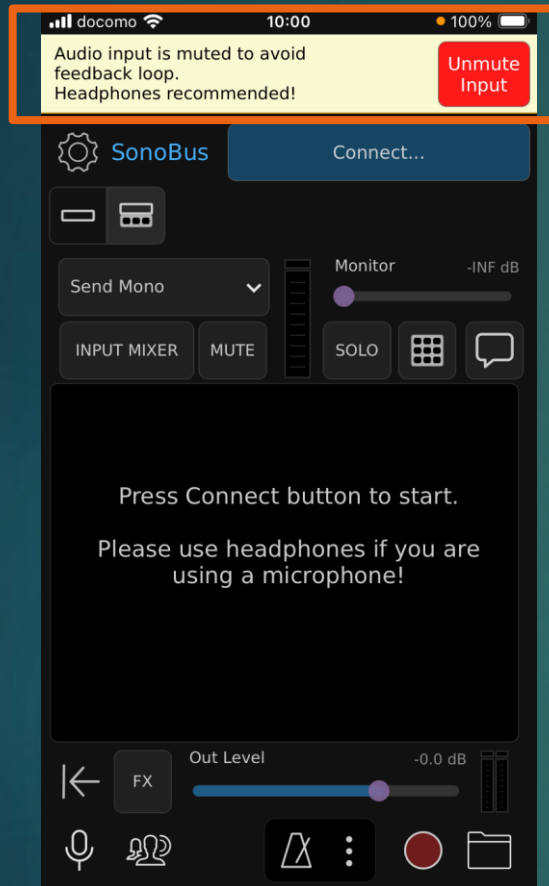 docomo 10:00 100%
Audio input is muted to avoid
feedback loop.
Headphones recommended!
Unmute
Input
SonoBus
Connect...
Send Mono
Monitor -INF dB
INPUT MIXER MUTE SOLO
Press Connect button to start.
Please use headphones if you are
using a microphone!
Out Level -0.0 dB
FX